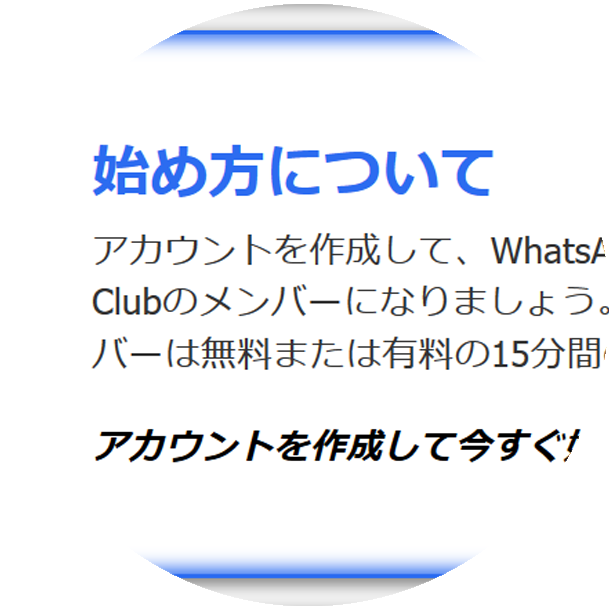 始め方について
アカウントを作成して、WhatsA
Clubのメンバーになりましょう。
バーは無料または有料の15分間
アカウントを作成して今すぐ